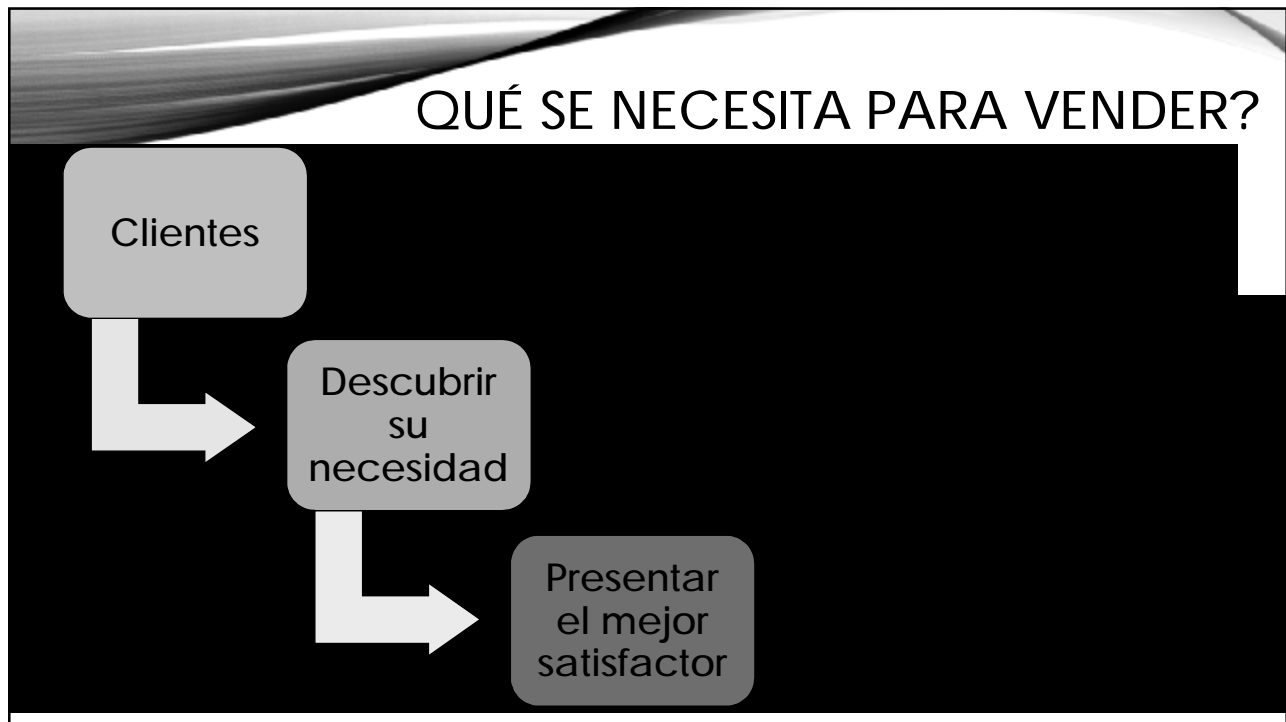 QUÉ SE NECESITA PARA VENDER?
Clientes
Descubrir
su
necesidad
Presentar
el mejor
satisfactor